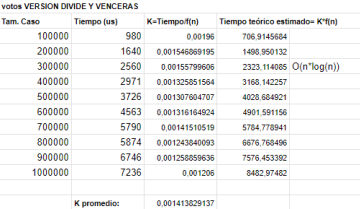 votos VERSION DIVIDE Y VENCERAS
Tam. Caso Tiempo (us) K=Tiempo/f(n) Tiempo teórico estimado= K*f(n)
100000 980 0,00196 706,9145684
200000 1640 0,001546869195 1498,950132
300000 2560 0,00155799606 2323,114085 O(n*log(n))
400000 2971 0,001325851564 3168,142257
500000 3726 0,001307604707 4028,684921
600000 4563 0,001316164924 4901,591156
700000 5790 0,00141510519 5784,778941
800000 5874 0,001243840093 6676,768496
900000 6746 0,001258859636 7576,453392
1000000 7236 0,001206 8482,97482
K promedio: 0,001413829137